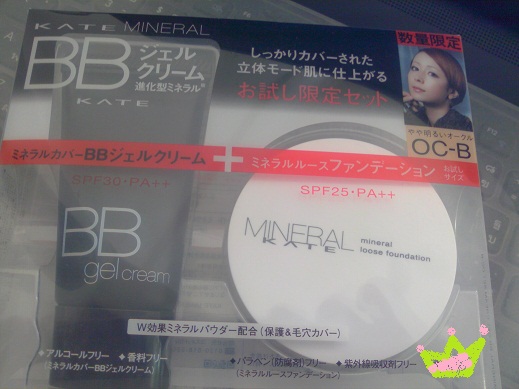 KATE MINERAL
BB ジェル
クリーム
進化型ミネラル*
KATE
しっかりカバーされた
立体モード肌に仕上がる
お試し限定セット
数量限定
やや明るいオークル
OC-B
ミネラルカバーBBジェルクリーム + ミネラルルースファンデーション お試しサイズ
SPF30・PA++
SPF25・PA++
BB
gel cream
MINERAL
KATE
mineral
loose foundation
W効果ミネラルパウダー配合(保護&毛穴カバー)
◆アルコールフリー ◆香料フリー
(ミネラルカバーBBジェルクリーム)
◆パラベン(防腐剤)フリー ◆紫外線吸収剤フリー
(ミネラルルースファンデーション)